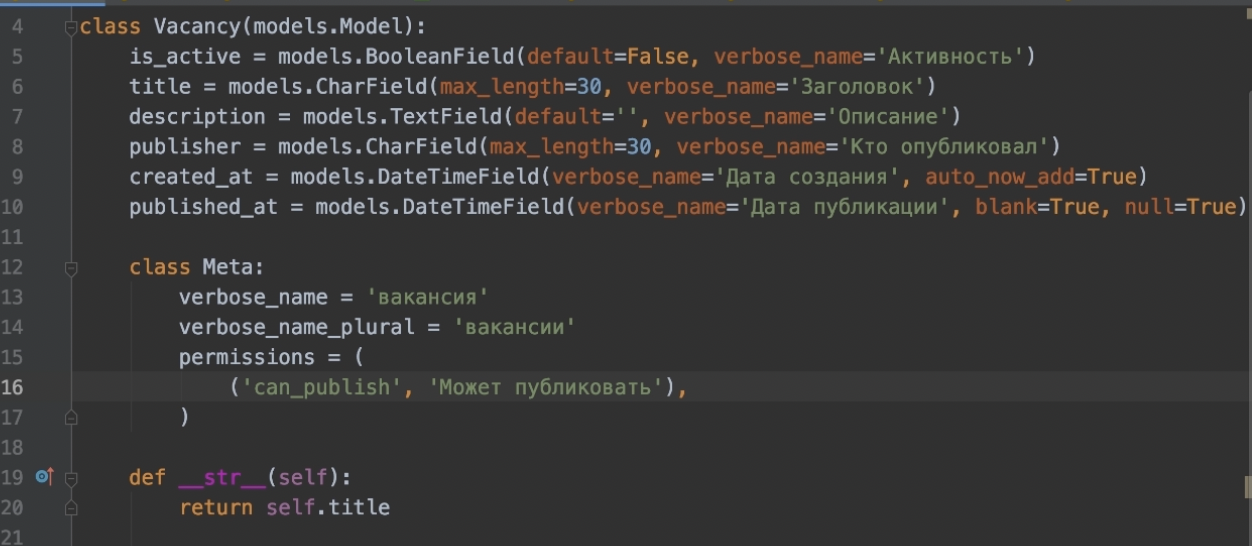 4 class Vacancy(models.Model):
5 is_active = models.BooleanField(default=False, verbose_name='Активность')
6 title = models.CharField(max_length=30, verbose_name='Заголовок')
7 description = models.TextField(default='', verbose_name='Описание')
8 publisher = models.CharField(max_length=30, verbose_name='Кто опубликовал')
9 created_at = models.DateTimeField(verbose_name='Дата создания', auto_now_add=True)
10 published_at = models.DateTimeField(verbose_name='Дата публикации', blank=True, null=True)
11
12 class Meta:
13 verbose_name = 'вакансия'
14 verbose_name_plural = 'вакансии'
15 permissions = (
16 ('can_publish', 'Может публиковать'),
17 )
18
19 def __str__(self):
20 return self.title
21